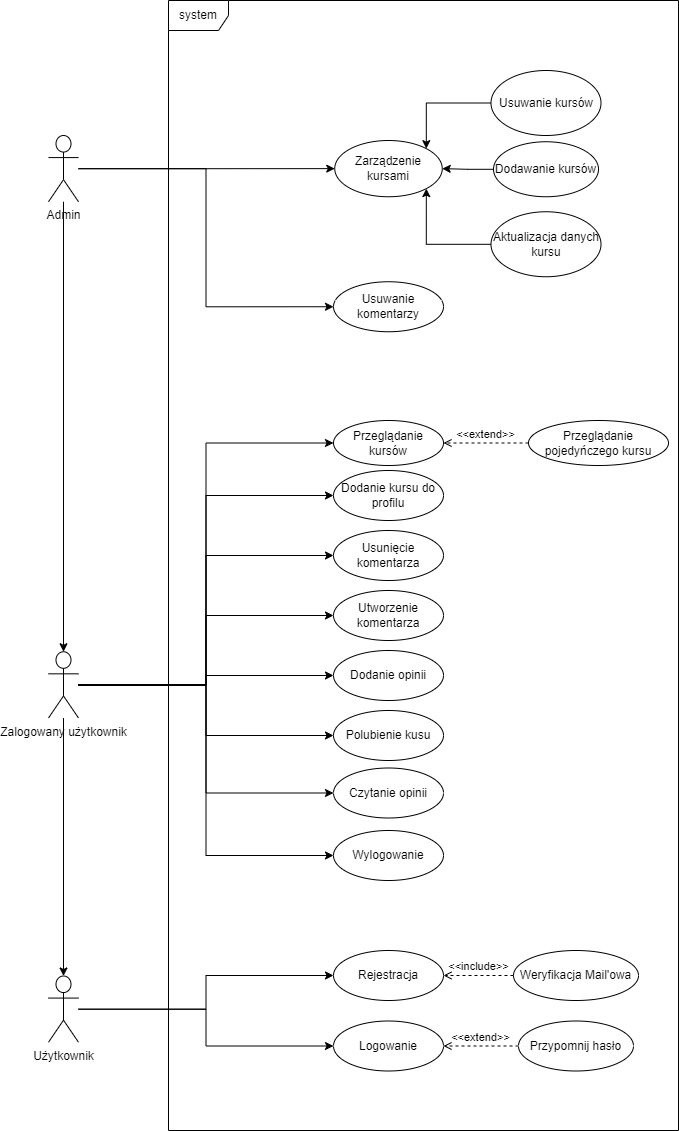 system
Usuwanie kursów
Zarządzenie
kursami
Dodawanie kursów
Admin
Aktualizacja danych
kursu
Usuwanie
komentarzy
Przeglądanie
kursów
<<extend>>
Przeglądanie
pojedyńczego kursu
Dodanie kursu do
profilu
Usunięcie
komentarza
Utworzenie
komentarza
Dodanie opinii
Zalogowany użytkownik
Polubienie kusu
Czytanie opinii
Wylogowanie
Rejestracja
<<include>>
Weryfikacja Mail'owa
Użytkownik
Logowanie
<<extend>>
Przypomnij hasło